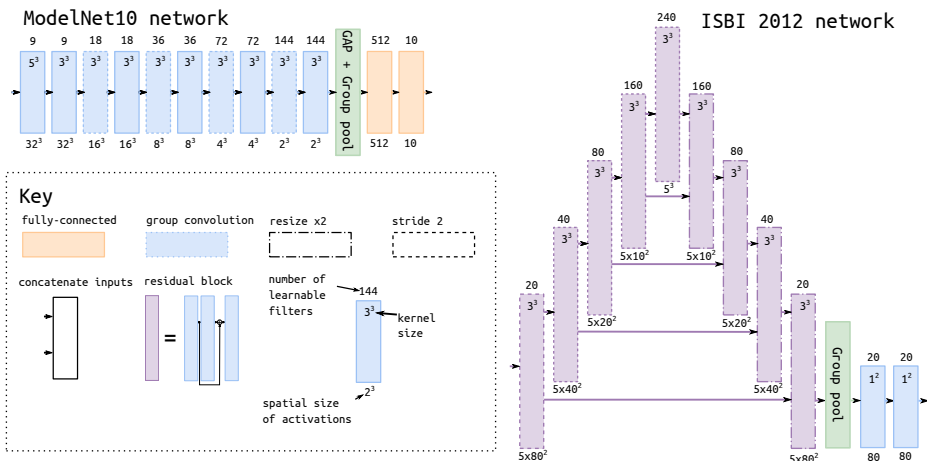 ModelNet10 network
9 9 18 18 36 36 72 72 144 144 512 10
5³ 3³ 3³ 3³ 3³ 3³ 3³ 3³ 3³ 3³
GAP + Group pool
32³ 32³ 16³ 16³ 8³ 8³ 4³ 4³ 2³ 2³ 512 10
Key
fully-connected
group convolution
resize x2
stride 2
concatenate inputs
residual block
=
number of
learnable
filters
144
3³
kernel
size
2³
spatial size
of activations
ISBI 2012 network
240
3³
5³
160
3³
5x10²
160
3³
5x10²
80
3³
5x20²
80
3³
5x20²
40
3³
5x40²
40
3³
5x40²
20
3³
5x80²
20
3³
5x80²
Group pool
20
1²
80
20
1²
80